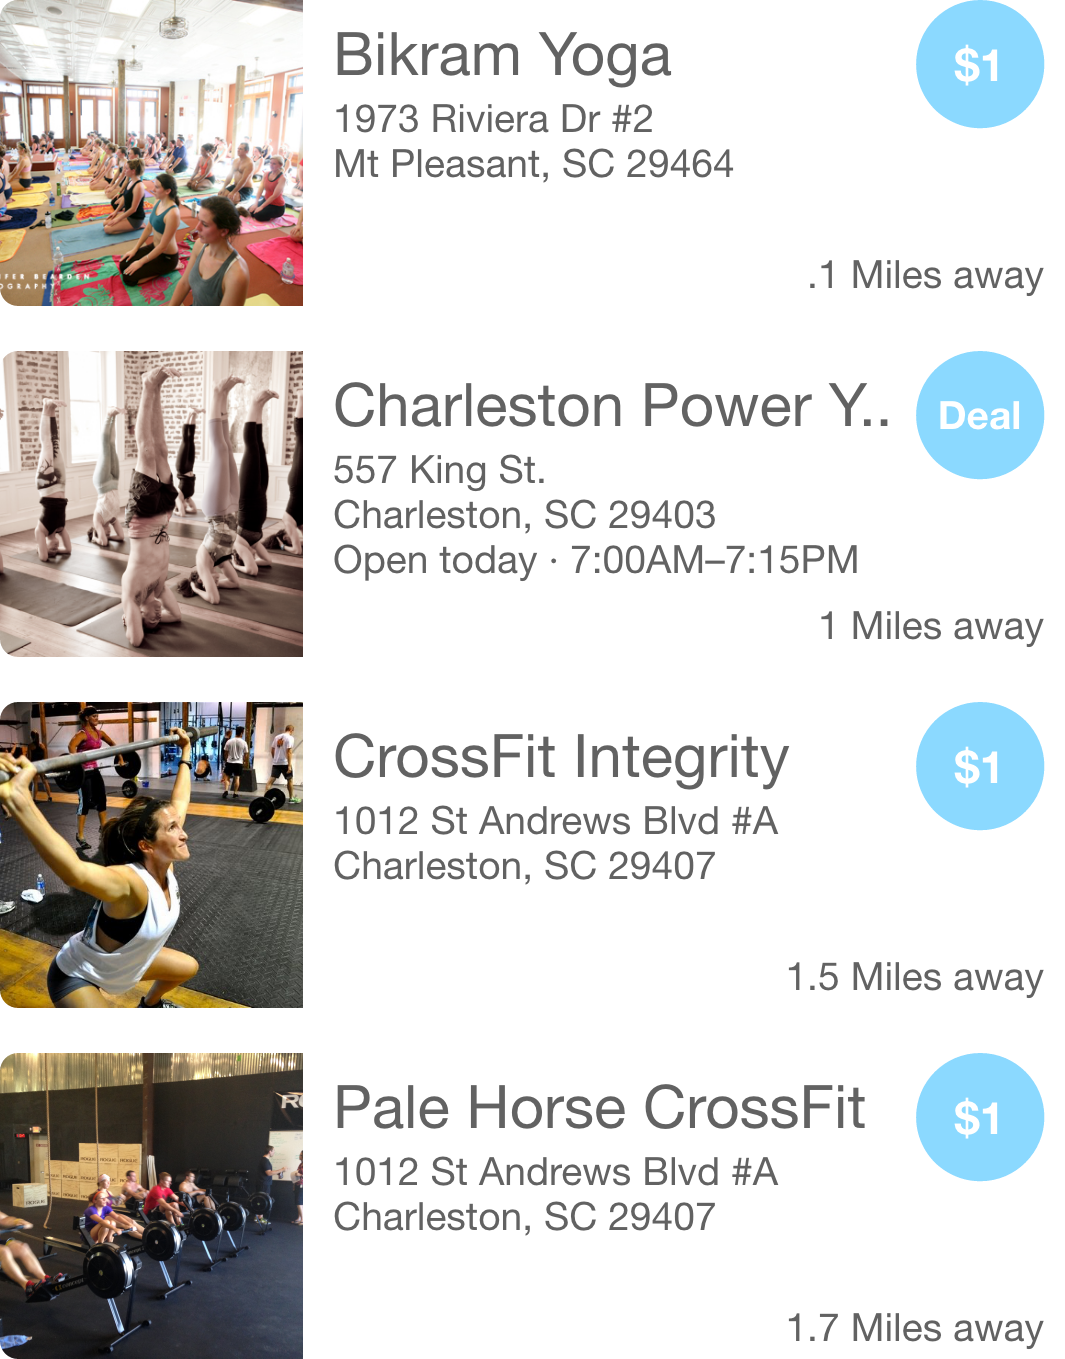 Bikram Yoga
$1
1973 Riviera Dr #2
Mt Pleasant, SC 29464
.1 Miles away
BEARDEN
OGRAPHY
Charleston Power Y..
Deal
557 King St.
Charleston, SC 29403
Open today · 7:00AM–7:15PM
1 Miles away
CrossFit Integrity
$1
1012 St Andrews Blvd #A
Charleston, SC 29407
1.5 Miles away
Pale Horse CrossFit
$1
1012 St Andrews Blvd #A
Charleston, SC 29407
1.7 Miles away